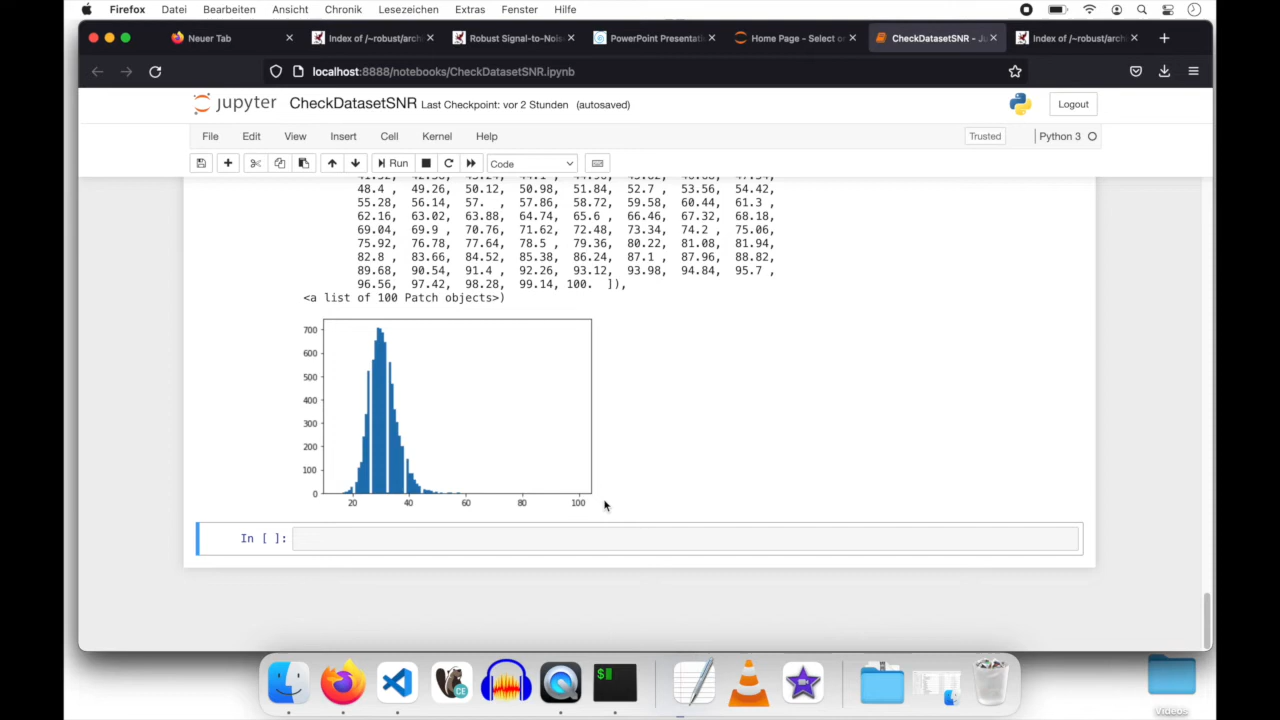 Firefox Datei Bearbeiten Ansicht Chronik Lesezeichen Extras Fenster Hilfe
Neuer Tab Index of /~robust/arch Robust Signal-to-Noise PowerPoint Presentati Home Page - Select or CheckDatasetSNR - Ju Index of /~robust/arch
localhost:8888/notebooks/CheckDatasetSNR.ipynb
jupyter CheckDatasetSNR Last Checkpoint: vor 2 Stunden (autosaved) Logout
File Edit View Insert Cell Kernel Help Trusted Python 3
Run Code
48.4 , 49.26, 50.12, 50.98, 51.84, 52.7 , 53.56, 54.42,
55.28, 56.14, 57. , 57.86, 58.72, 59.58, 60.44, 61.3 ,
62.16, 63.02, 63.88, 64.74, 65.6 , 66.46, 67.32, 68.18,
69.04, 69.9 , 70.76, 71.62, 72.48, 73.34, 74.2 , 75.06,
75.92, 76.78, 77.64, 78.5 , 79.36, 80.22, 81.08, 81.94,
82.8 , 83.66, 84.52, 85.38, 86.24, 87.1 , 87.96, 88.82,
89.68, 90.54, 91.4 , 92.26, 93.12, 93.98, 94.84, 95.7 ,
96.56, 97.42, 98.28, 99.14, 100. ]),
<a list of 100 Patch objects>)
700
600
500
400
300
200
100
0
20 40 60 80 100
In [ ]:
$
CE
Videos